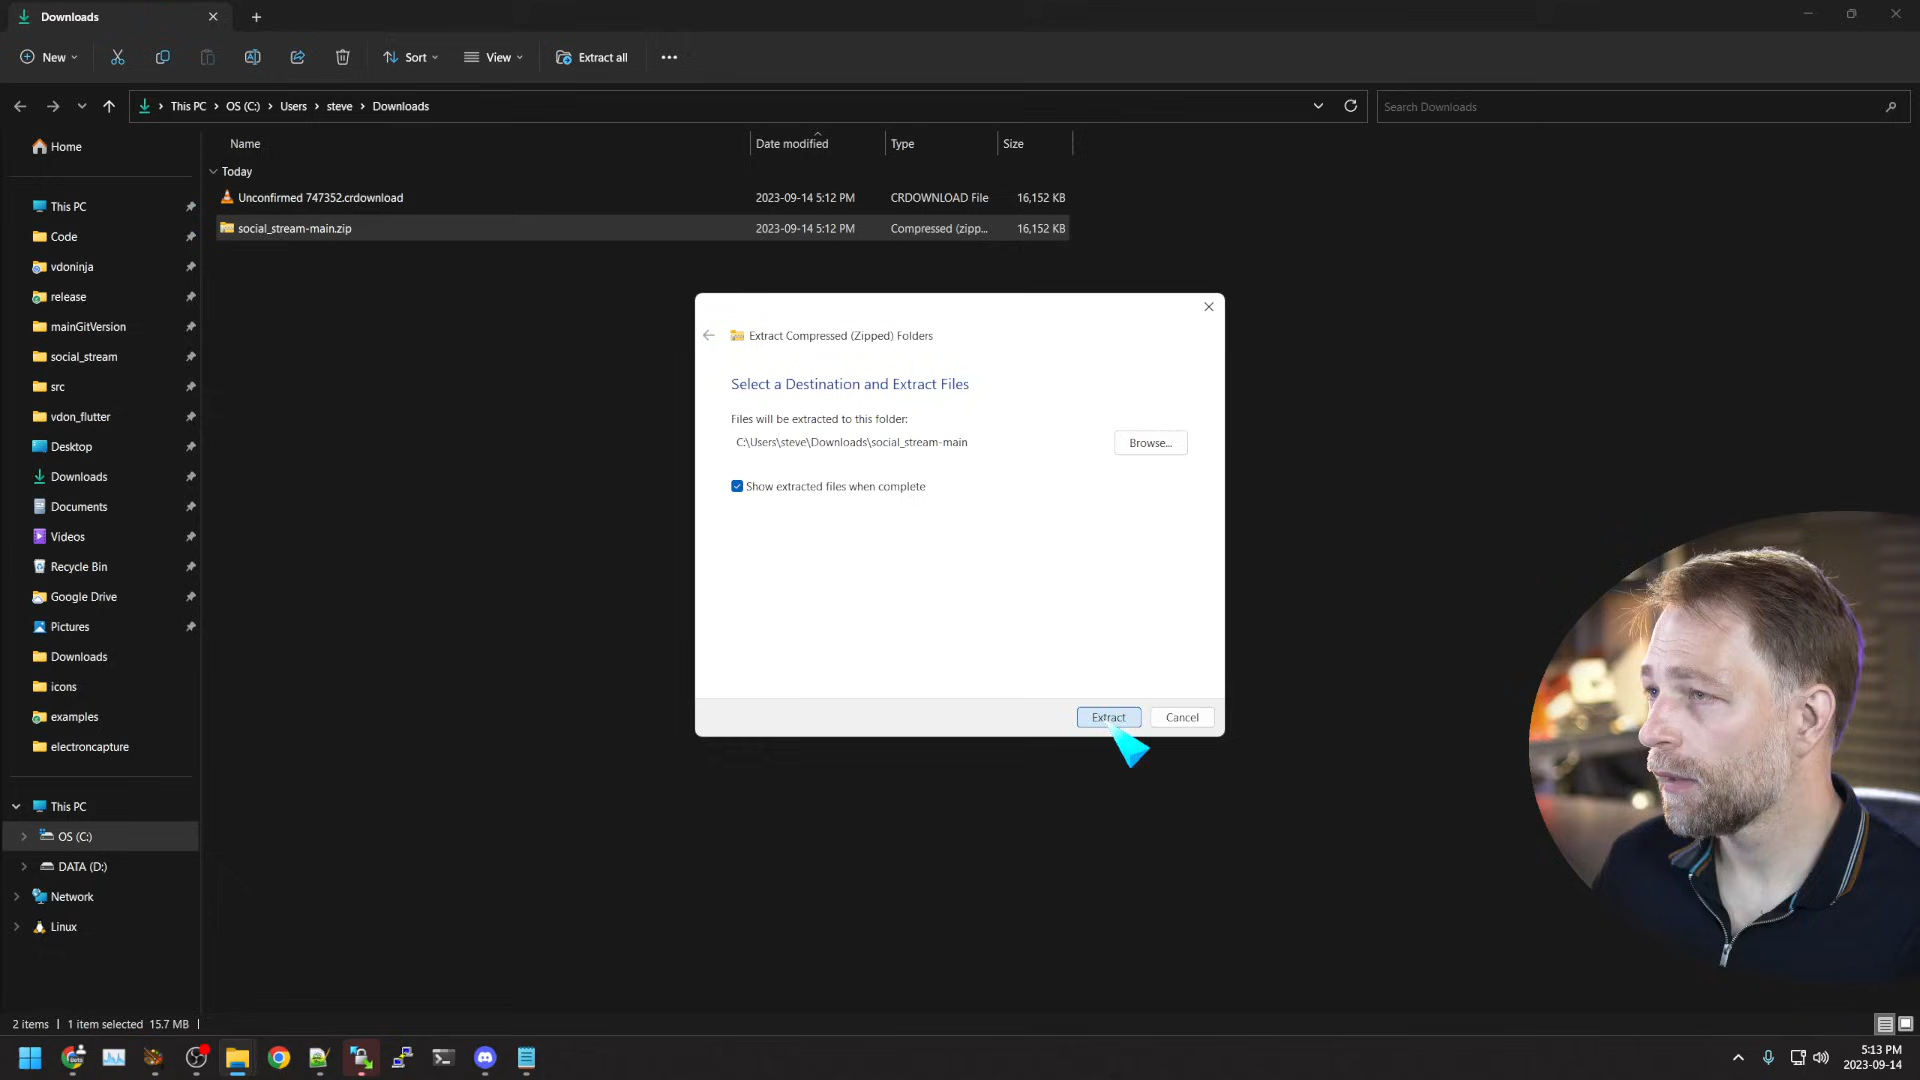 Downloads
New
Sort
View
Extract all
This PC
OS (C:)
Users
steve
Downloads
Search Downloads
Home
This PC
Code
vdoninja
release
mainGitVersion
social_stream
src
vdon_flutter
Desktop
Downloads
Documents
Videos
Recycle Bin
Google Drive
Pictures
Downloads
icons
examples
electroncapture
This PC
OS (C:)
DATA (D:)
Network
Linux
Name Date modified Type Size
Today
Unconfirmed 747352.crdownload 2023-09-14 5:12 PM CRDOWNLOAD File 16,152 KB
social_stream-main.zip 2023-09-14 5:12 PM Compressed (zipp... 16,152 KB
Extract Compressed (Zipped) Folders
Select a Destination and Extract Files
Files will be extracted to this folder:
C:\Users\steve\Downloads\social_stream-main
Browse...
Show extracted files when complete
Extract
Cancel
2 items 1 item selected 15.7 MB
5:13 PM
2023-09-14